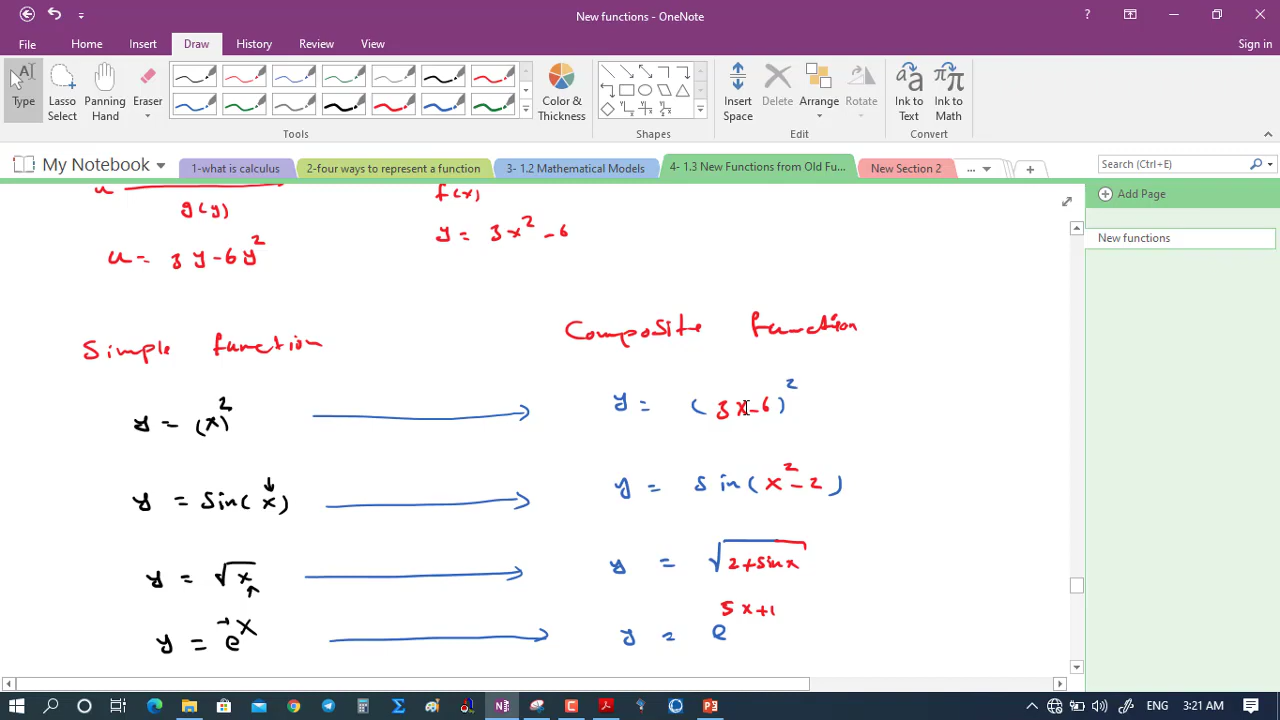 New functions - OneNote
? Sign in
File Home Insert Draw History Review View
Type
Lasso Select
Panning Hand
Eraser
Color & Thickness
Insert Space
Delete
Arrange
Rotate
Ink to Text
Ink to Math
Tools Shapes Edit Convert
My Notebook
1-what is calculus
2-four ways to represent a function
3- 1.2 Mathematical Models
4- 1.3 New Functions from Old Fu...
New Section 2
...
Search (Ctrl+E)
Add Page
New functions
u
g(y)
f(x)
u = 3y-6y²
y = 3x² - 6
Simple function
Composite function
y = (x)²
y = (3x-6)²
y = Sin(x)
y = Sin(x²-2)
y = √x
y = √2+sinx
y = e^x
y = e^5x+1
ENG 3:21 AM